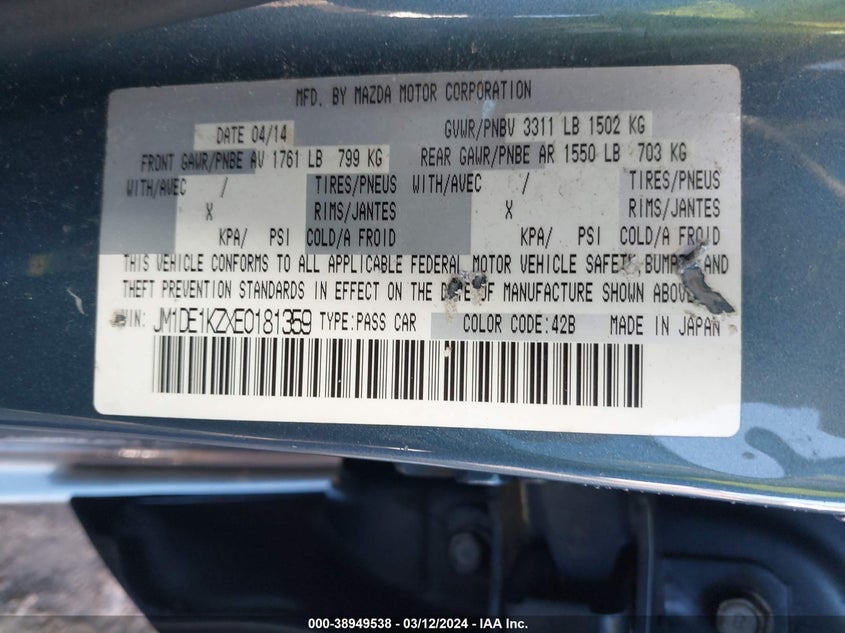 MFD. BY MAZDA MOTOR CORPORATION
DATE 04/14 GVWR/PNBV 3311 LB 1502 KG
FRONT GAWR/PNBE AV 1761 LB 799 KG REAR GAWR/PNBE AR 1550 LB 703 KG
WITH/AVEC / TIRES/PNEUS WITH/AVEC / TIRES/PNEUS
X RIMS/JANTES X RIMS/JANTES
KPA/ PSI COLD/A FROID KPA/ PSI COLD/A FROID
THIS VEHICLE CONFORMS TO ALL APPLICABLE FEDERAL MOTOR VEHICLE SAFETY, AND
THEFT PREVENTION STANDARDS IN EFFECT ON THE DATE OF MANUFACTURE SHOWN ABOVE
VIN: JM1DE1KZXE0181359 TYPE:PASS CAR COLOR CODE:42B MADE IN JAPAN
000-38949538 - 03/12/2024 - IAA Inc.